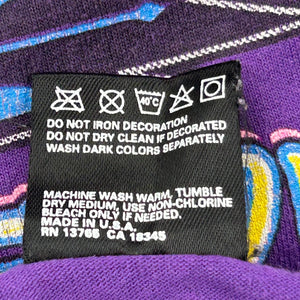 40°C
DO NOT IRON DECORATION
DO NOT DRY CLEAN IF DECORATED
WASH DARK COLORS SEPARATELY
MACHINE WASH WARM, TUMBLE
DRY MEDIUM, USE NON-CHLORINE
BLEACH ONLY IF NEEDED.
MADE IN U.S.A.
RN 13765 CA 18345